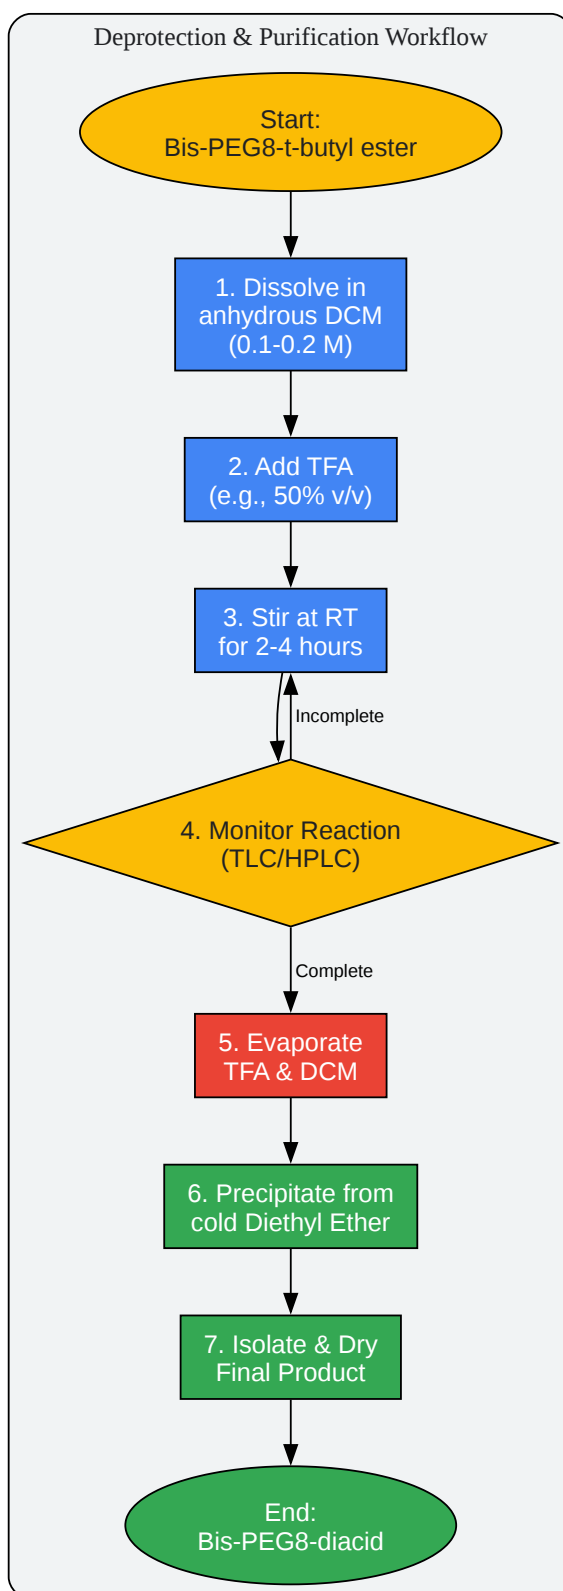 Deprotection & Purification Workflow
Start:
Bis-PEG8-t-butyl ester
1. Dissolve in
anhydrous DCM
(0.1-0.2 M)
2. Add TFA
(e.g., 50% v/v)
3. Stir at RT
for 2-4 hours
Incomplete
4. Monitor Reaction
(TLC/HPLC)
Complete
5. Evaporate
TFA & DCM
6. Precipitate from
cold Diethyl Ether
7. Isolate & Dry
Final Product
End:
Bis-PEG8-diacid